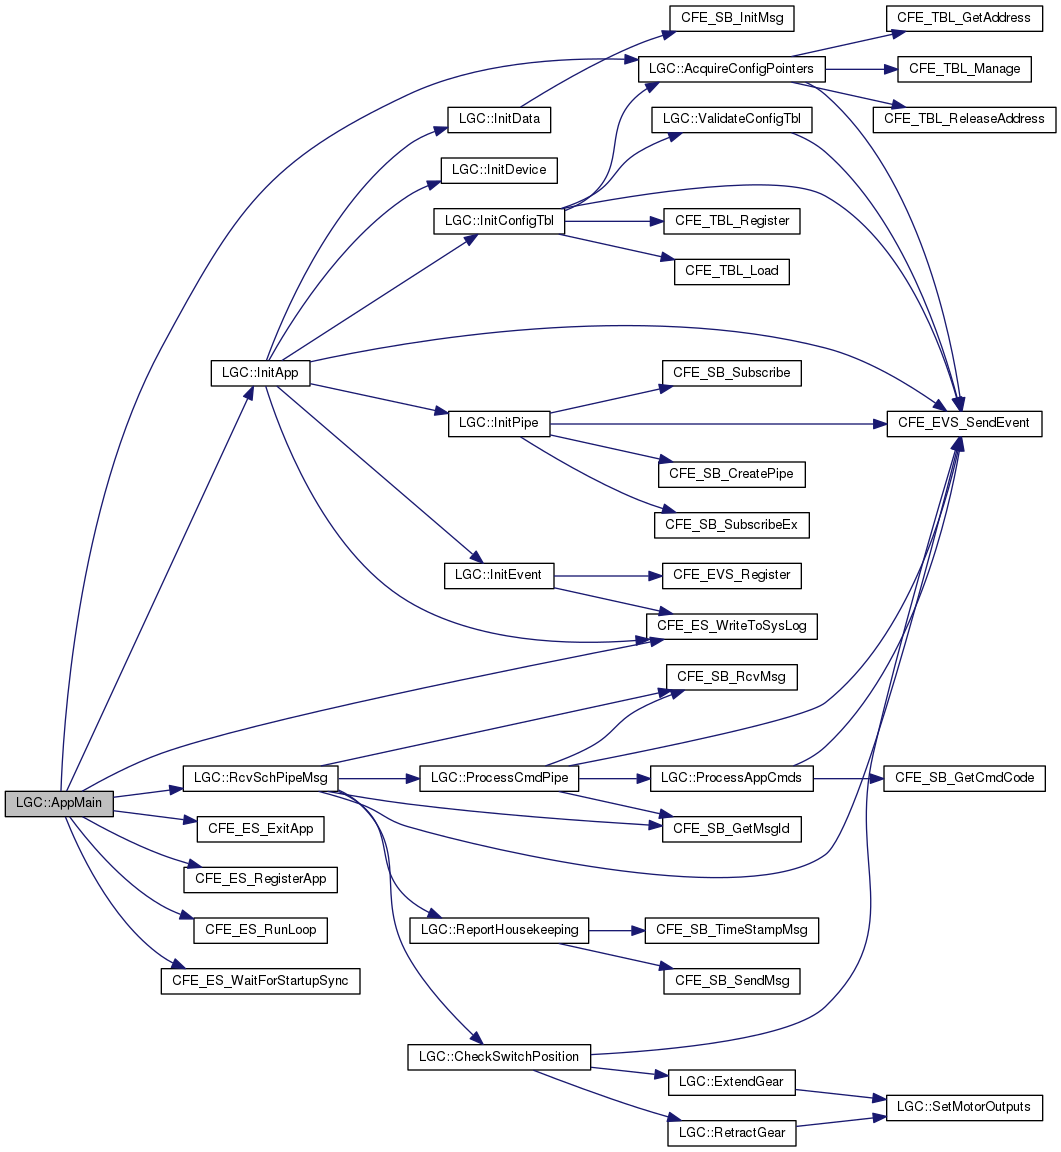 CFE_SB_InitMsg
CFE_TBL_GetAddress
LGC::AcquireConfigPointers
CFE_TBL_Manage
LGC::InitData
LGC::ValidateConfigTbl
CFE_TBL_ReleaseAddress
LGC::InitDevice
LGC::InitConfigTbl
CFE_TBL_Register
CFE_TBL_Load
LGC::InitApp
CFE_SB_Subscribe
LGC::InitPipe
CFE_EVS_SendEvent
CFE_SB_CreatePipe
CFE_SB_SubscribeEx
LGC::InitEvent
CFE_EVS_Register
CFE_ES_WriteToSysLog
CFE_SB_RcvMsg
LGC::RcvSchPipeMsg
LGC::ProcessCmdPipe
LGC::ProcessAppCmds
CFE_SB_GetCmdCode
LGC::AppMain
CFE_ES_ExitApp
CFE_SB_GetMsgId
CFE_ES_RegisterApp
CFE_ES_RunLoop
LGC::ReportHousekeeping
CFE_SB_TimeStampMsg
CFE_ES_WaitForStartupSync
CFE_SB_SendMsg
LGC::CheckSwitchPosition
LGC::ExtendGear
LGC::SetMotorOutputs
LGC::RetractGear